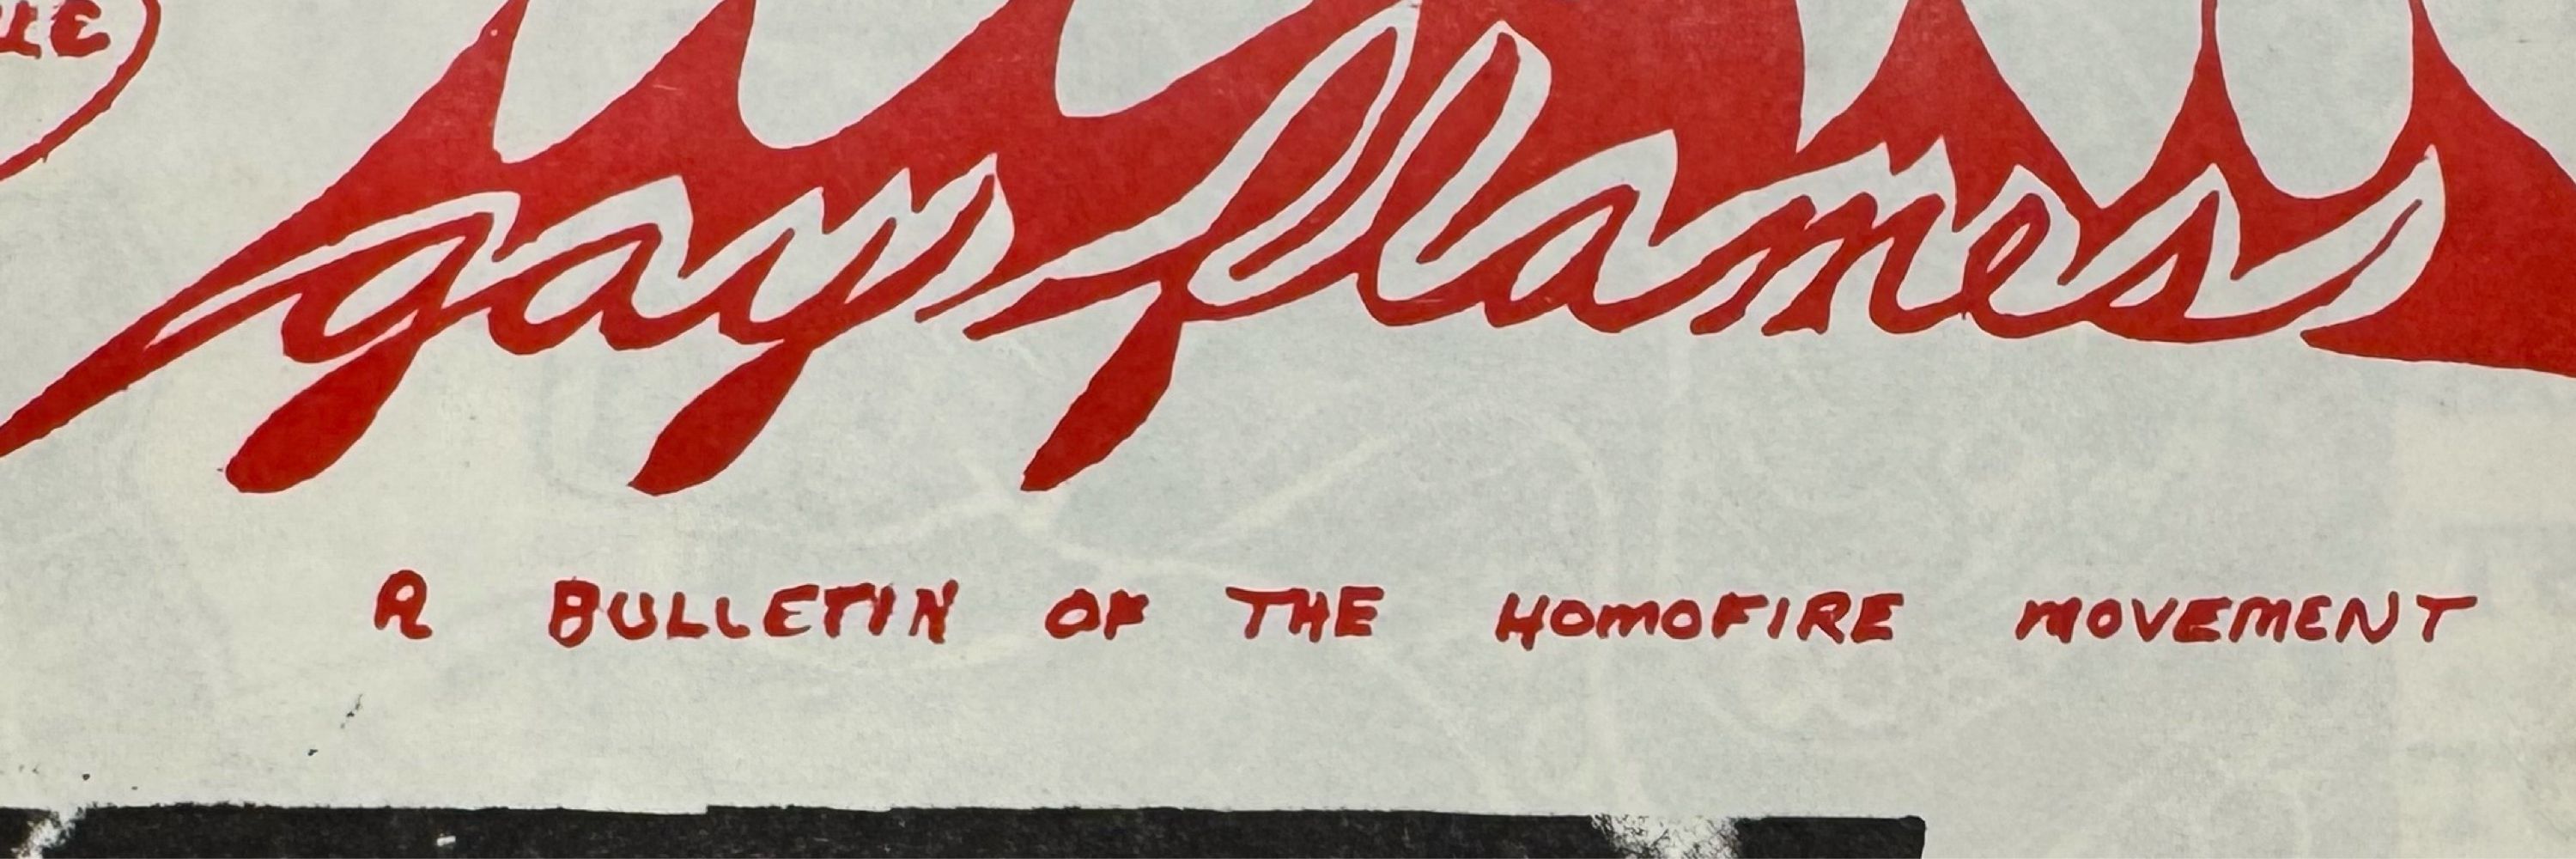 gay flames
A BULLETIN OF THE HOMOFIRE MOVEMENT